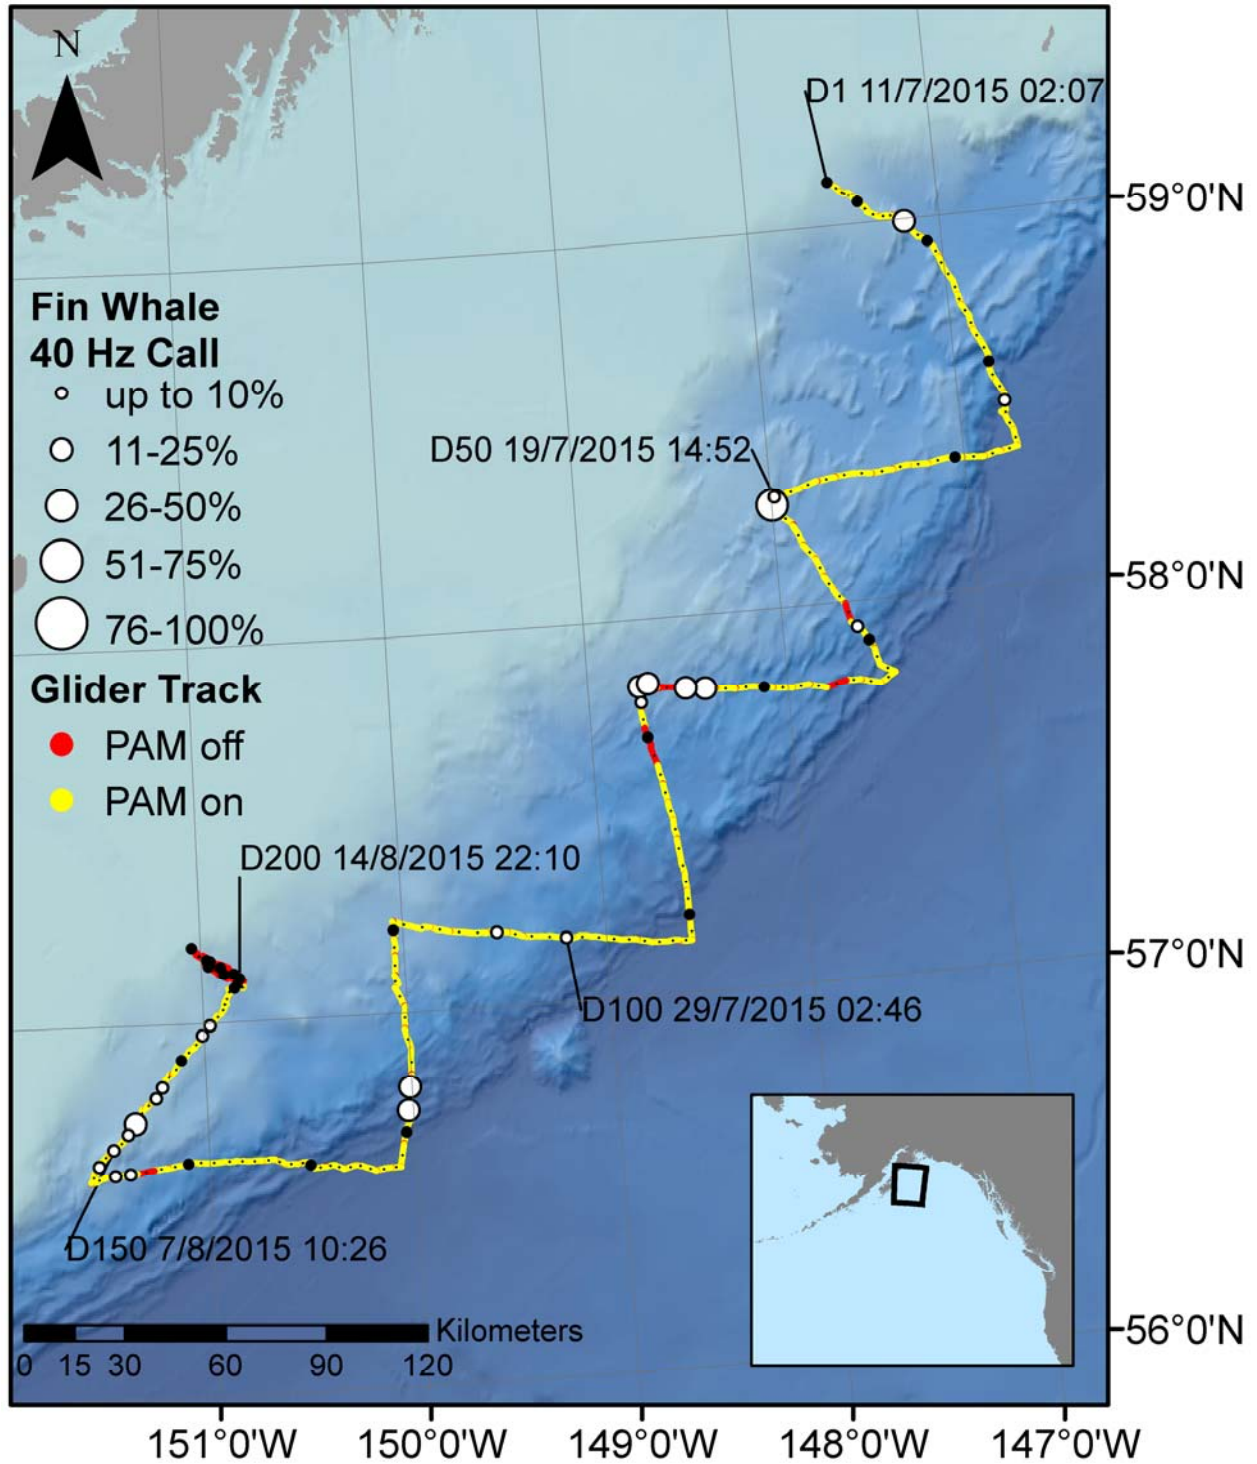 N
D1 11/7/2015 02:07
59°0'N
Fin Whale
40 Hz Call
up to 10%
11-25%
26-50%
51-75%
76-100%
D50 19/7/2015 14:52
58°0'N
Glider Track
PAM off
PAM on
D200 14/8/2015 22:10
57°0'N
D100 29/7/2015 02:46
D150 7/8/2015 10:26
Kilometers
0 15 30 60 90 120
56°0'N
151°0'W 150°0'W 149°0'W 148°0'W 147°0'W